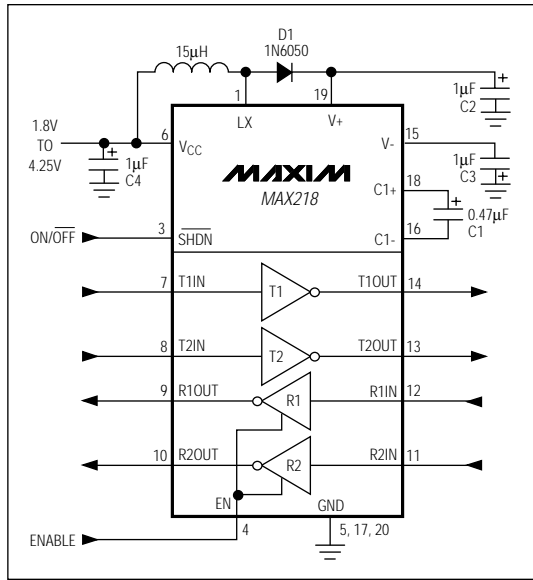 D1
1N6050
15µH
1
19
LX
V+
1µF
C2
+
1.8V
TO
4.25V
6
VCC
+
1µF
C4
MAXIM
MAX218
V-
15
1µF
C3
+
C1+
18
+
0.47µF
C1
C1-
16
ON/OFF
3
SHDN
7
T1IN
T1
T1OUT
14
8
T2IN
T2
T2OUT
13
9
R1OUT
R1
R1IN
12
10
R2OUT
R2
R2IN
11
EN
GND
4
5, 17, 20
ENABLE